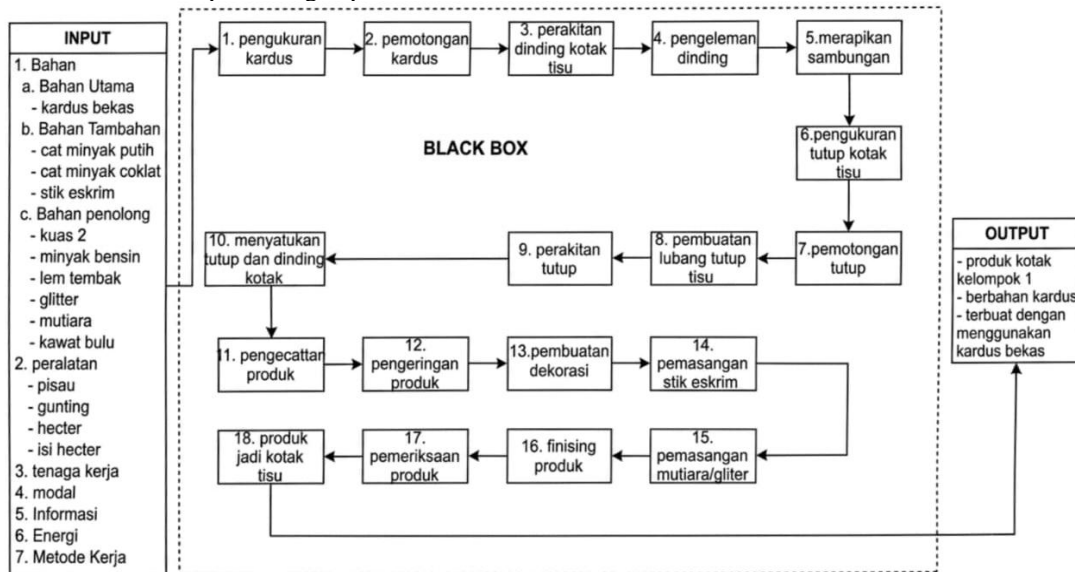 INPUT
1. Bahan
a. Bahan Utama
- kardus bekas
b. Bahan Tambahan
- cat minyak putih
- cat minyak coklat
- stik eskrim
c. Bahan penolong
- kuas 2
- minyak bensin
- lem tembak
- glitter
- mutiara
- kawat bulu
2. peralatan
- pisau
- gunting
- hecter
- isi hecter
3. tenaga kerja
4. modal
5. Informasi
6. Energi
7. Metode Kerja
1. pengukuran
kardus
2. pemotongan
kardus
3. perakitan
dinding kotak
tisu
4. pengeleman
dinding
5.merapikan
sambungan
BLACK BOX
6.pengukuran
tutup kotak
tisu
7.pemotongan
tutup
8. pembuatan
lubang tutup
tisu
9. perakitan
tutup
10. menyatukan
tutup dan dinding
kotak
11. pengecattan
produk
12.
pengeringan
produk
13.pembuatan
dekorasi
14.
pemasangan
stik eskrim
15.
pemasangan
mutiara/gliter
16. finising
produk
17.
pemeriksaan
produk
18. produk
jadi kotak
tisu
OUTPUT
- produk kotak
kelompok 1
- berbahan kardus
- terbuat dengan
menggunakan
kardus bekas